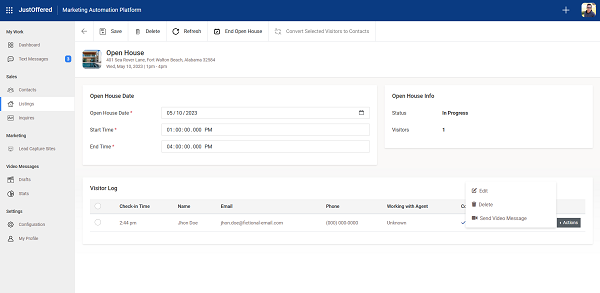 JustOffered
Marketing Automation Platform
My Work
Dashboard
Text Messages
Sales
Contacts
Listings
Inquires
Marketing
Lead Capture Sites
Video Messages
Drafts
Stats
Settings
Configuration
My Profile
Save
Delete
Refresh
End Open House
Convert Selected Visitors to Contacts
Open House
401 Sea River Lane, Fort Walton Beach, Alabama 32084
Wed, May 10, 2023 | 1pm - 4pm
Open House Date
Open House Date *
05 / 10 / 2023
Start Time *
01 : 00 : 00 . 000 PM
End Time *
04 : 00 : 00 . 000 PM
Open House Info
Status
In Progress
Visitors
1
Visitor Log
Check-In Time
Name
Email
Phone
Working with Agent
2:44 pm
Jhon Doe
jhon.doe@fictional-email.com
(000) 000-0000
Unknown
Actions
Edit
Delete
Send Video Message